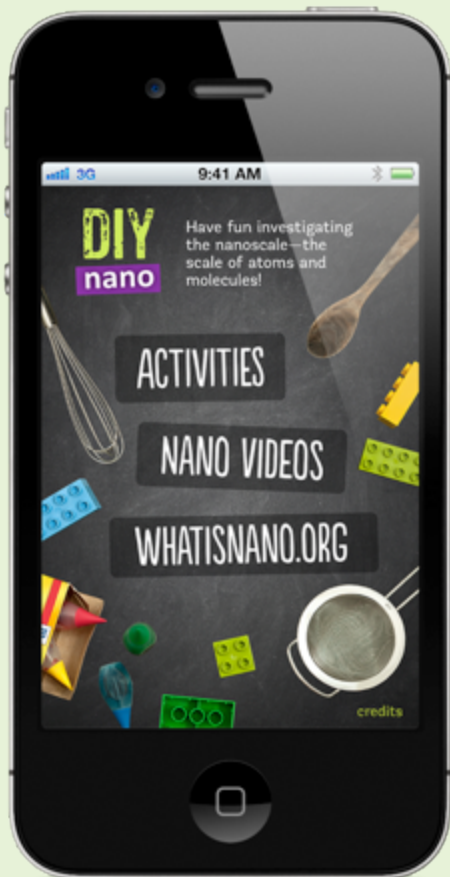 3G 9:41 AM
DIY
nano
Have fun investigating
the nanoscale—the
scale of atoms and
molecules!
ACTIVITIES
NANO VIDEOS
WHATISNANO.ORG
credits